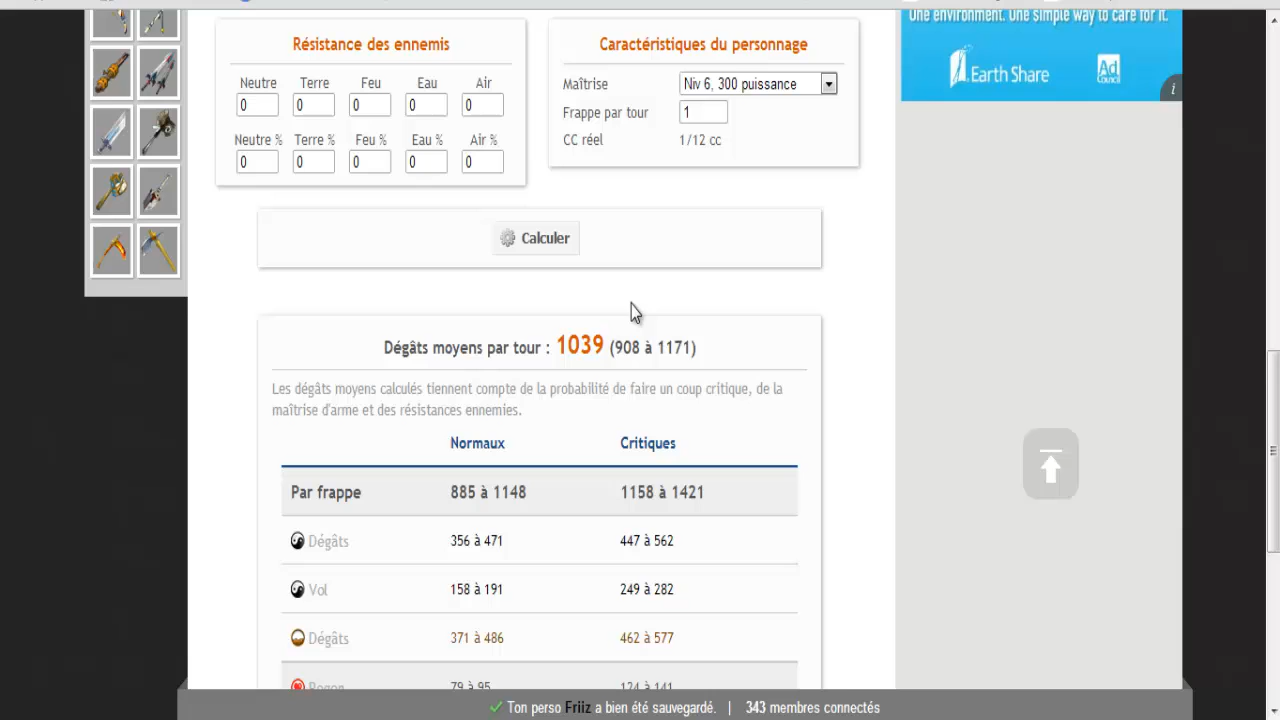 One environment. One simple way to care for it.
Earth Share
Ad
COUNCIL
i
Résistance des ennemis
Neutre Terre Feu Eau Air
0 0 0 0 0
Neutre % Terre % Feu % Eau % Air %
0 0 0 0 0
Caractéristiques du personnage
Maîtrise Niv 6, 300 puissance
Frappe par tour 1
CC réel 1/12 cc
Calculer
Dégâts moyens par tour : 1039 (908 à 1171)
Les dégâts moyens calculés tiennent compte de la probabilité de faire un coup critique, de la
maîtrise d'arme et des résistances ennemies.
Normaux Critiques
Par frappe 885 à 1148 1158 à 1421
Dégâts 356 à 471 447 à 562
Vol 158 à 191 249 à 282
Dégâts 371 à 486 462 à 577
79 à 95 124 à 141
Ton perso Friiz a bien été sauvegardé. | 343 membres connectés